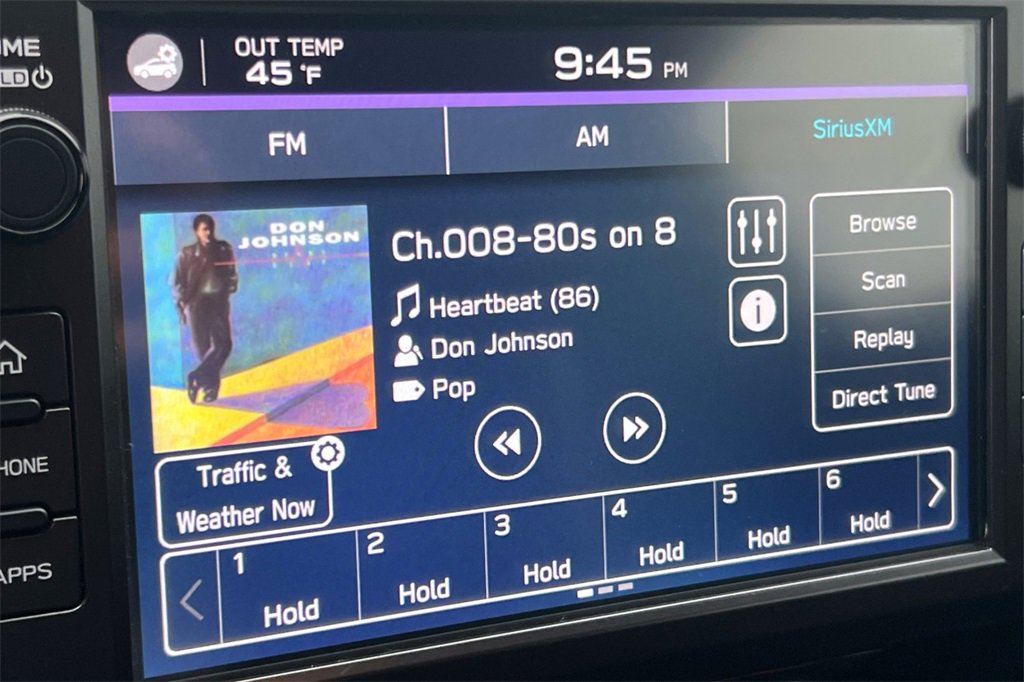 UME
LD
OUT TEMP
45 °F
9:45 PM
FM
AM
SiriusXM
DON
JOHNSON
Ch.008-80s on 8
Heartbeat (86)
Don Johnson
Pop
i
Browse
Scan
Replay
Direct Tune
Traffic &
Weather Now
1 Hold
2 Hold
3 Hold
4 Hold
5 Hold
6 Hold
HONE
APPS